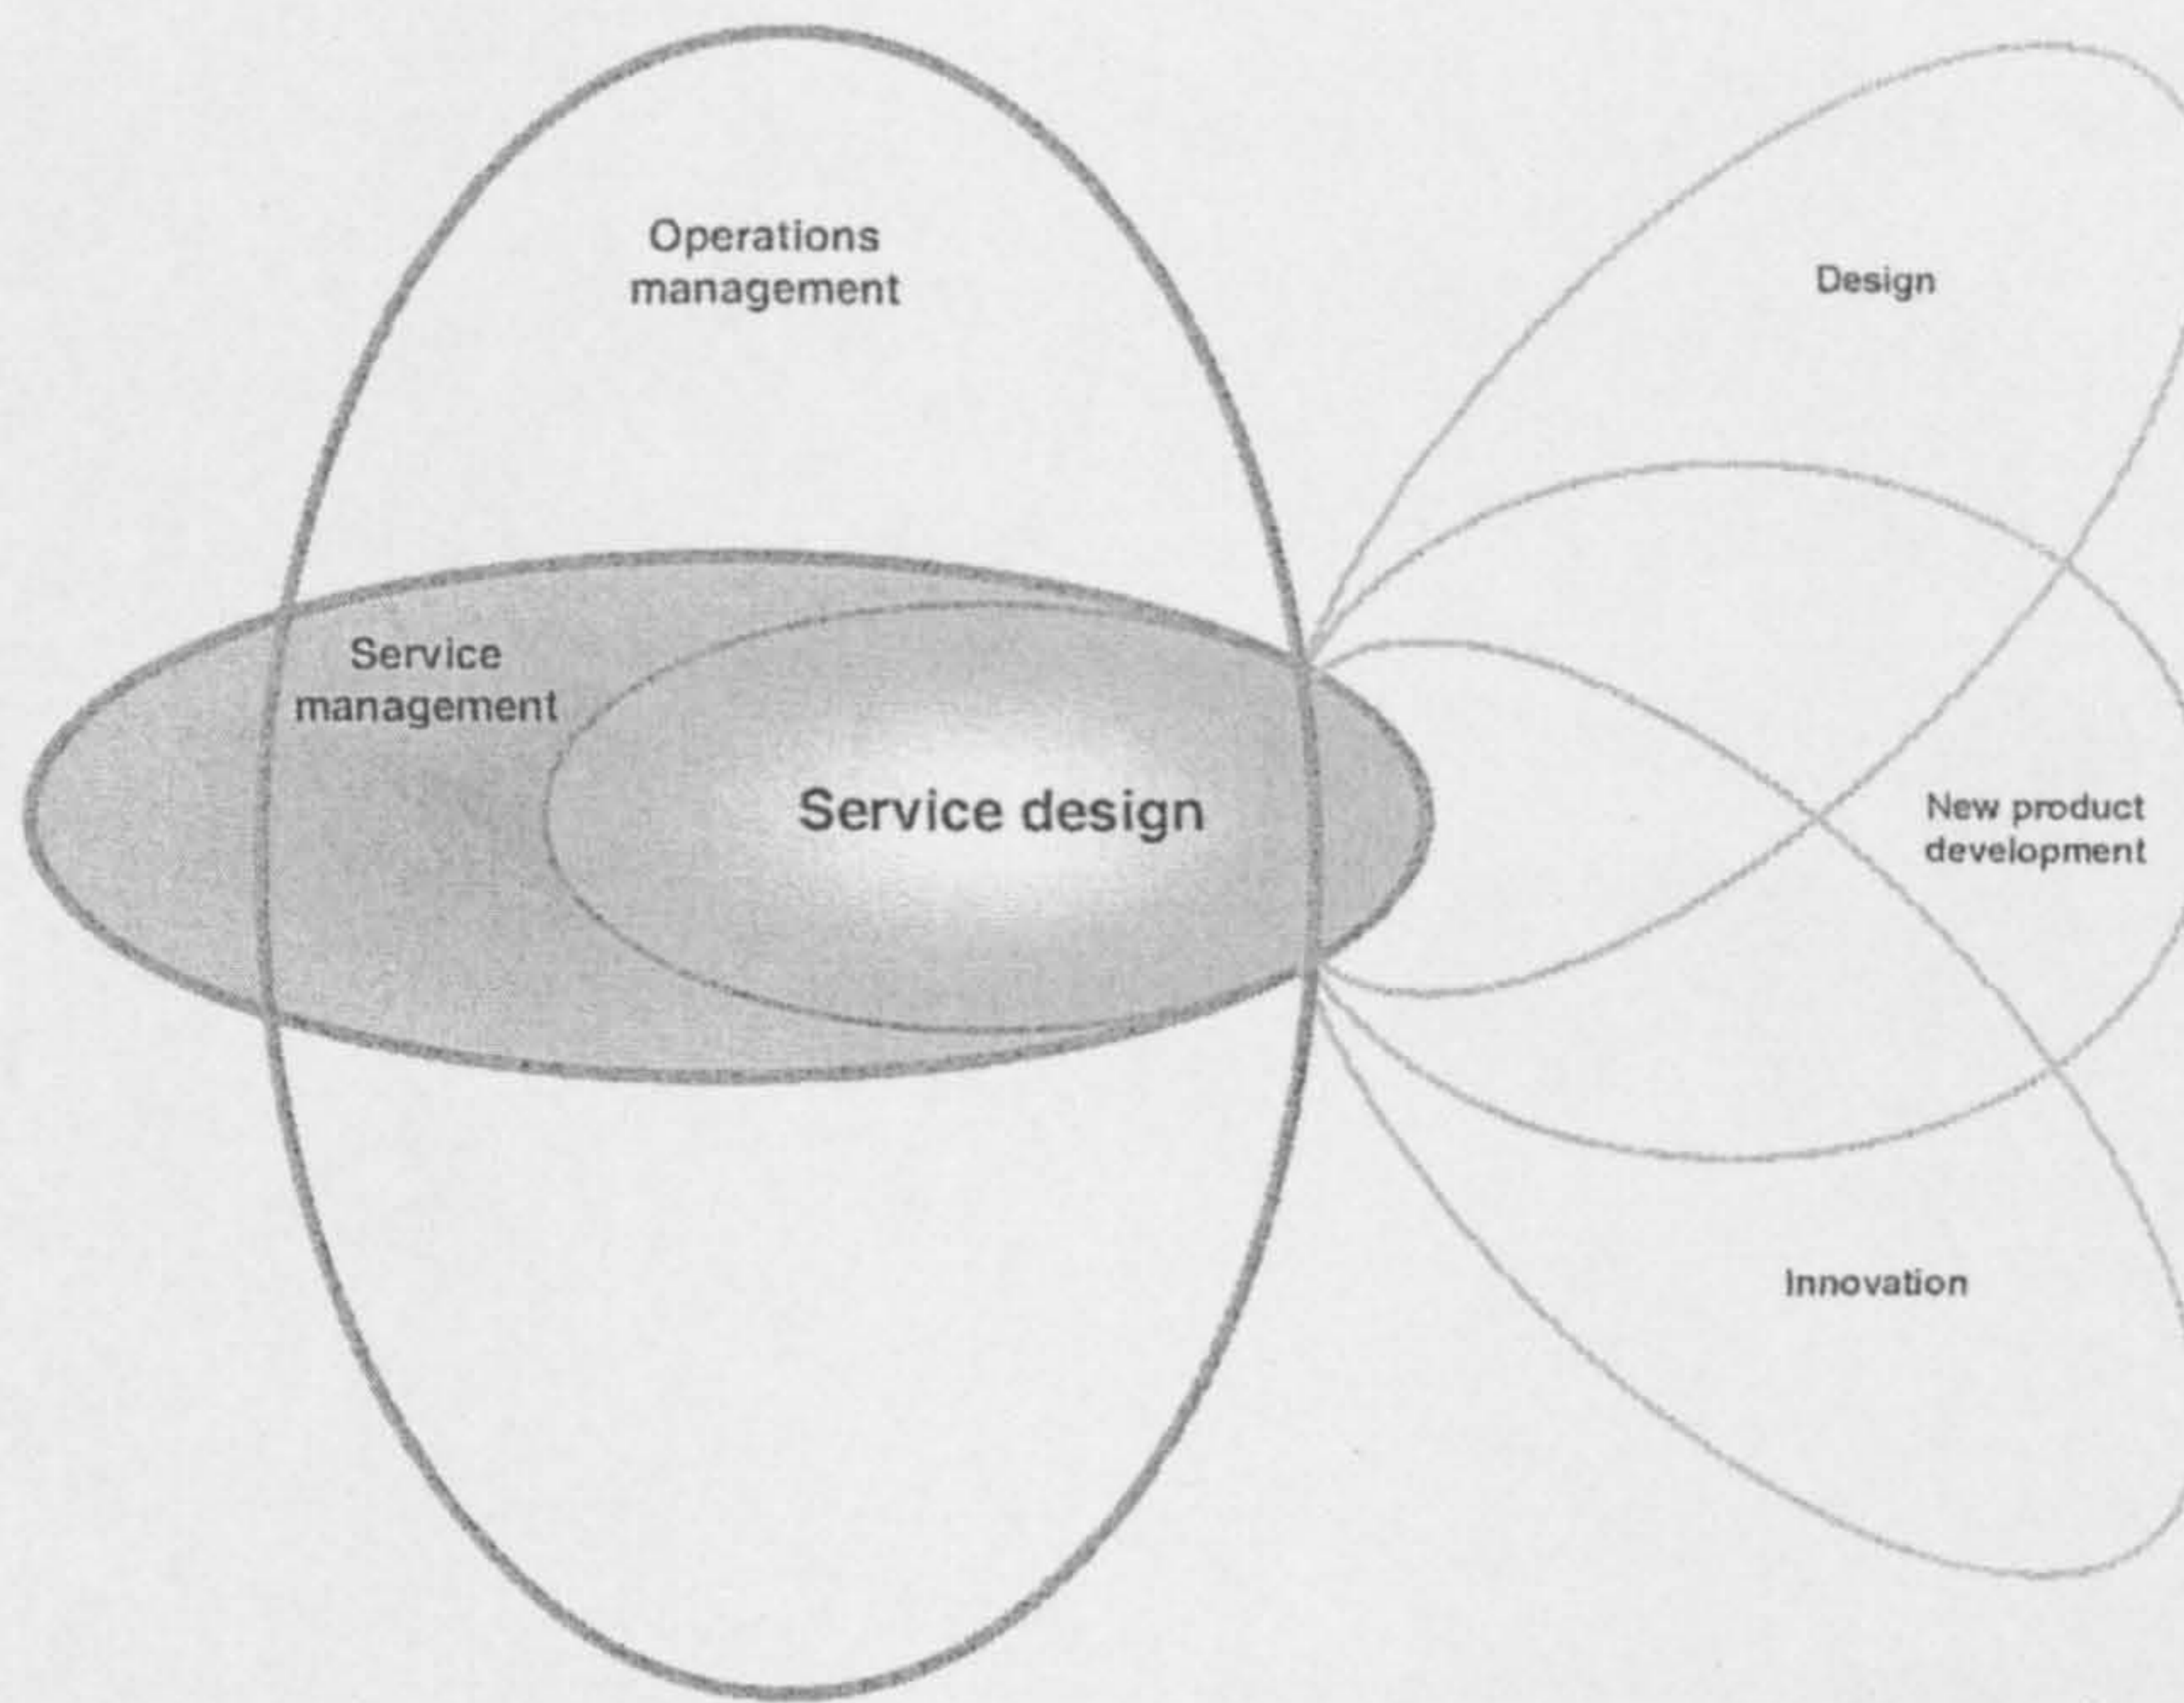 Operations
management
Design
Service
management
Service design
New product
development
Innovation